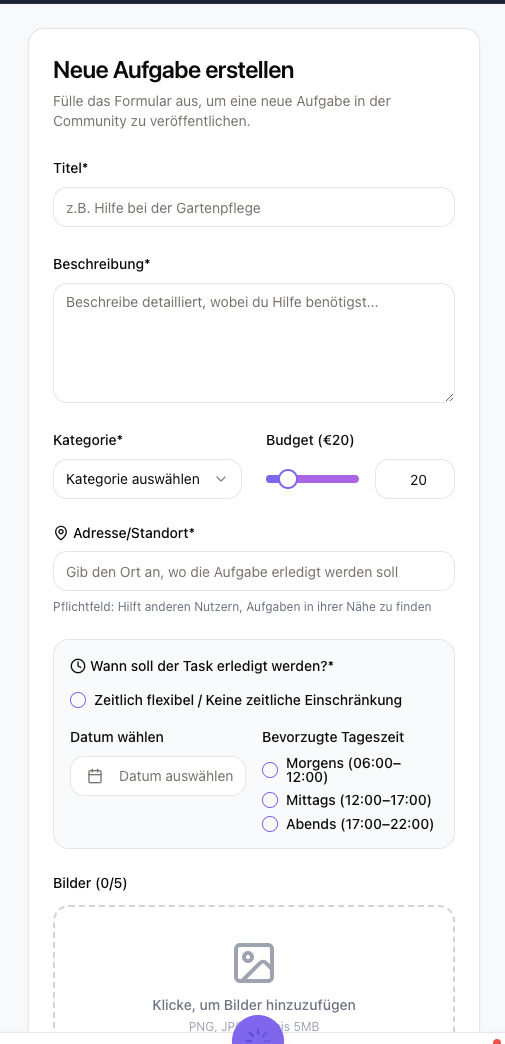 Neue Aufgabe erstellen
Fülle das Formular aus, um eine neue Aufgabe in der
Community zu veröffentlichen.
Titel*
z.B. Hilfe bei der Gartenpflege
Beschreibung*
Beschreibe detailliert, wobei du Hilfe benötigst...
Kategorie*
Budget (€20)
Kategorie auswählen
20
Adresse/Standort*
Gib den Ort an, wo die Aufgabe erledigt werden soll
Pflichtfeld: Hilft anderen Nutzern, Aufgaben in ihrer Nähe zu finden
Wann soll der Task erledigt werden?*
Zeitlich flexibel / Keine zeitliche Einschränkung
Datum wählen
Bevorzugte Tageszeit
Datum auswählen
Morgens (06:00–
12:00)
Mittags (12:00–17:00)
Abends (17:00–22:00)
Bilder (0/5)
Klicke, um Bilder hinzuzufügen
PNG, 5MB